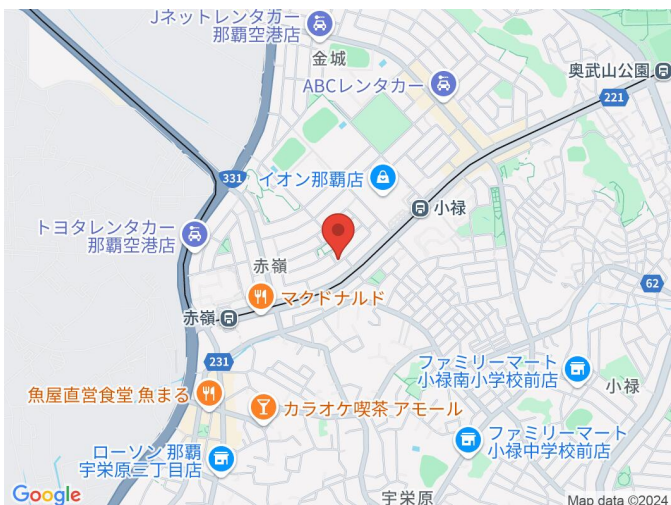 Jネットレンタカー
那覇空港店
金城
奥武山公園
ABCレンタカー
221
331
イオン那覇店
小禄
トヨタレンタカー
那覇空港店
赤嶺
62
マクドナルド
赤嶺
231
ファミリーマート
小禄南小学校前店
小禄
魚屋直営食堂 魚まる
カラオケ喫茶 アモール
ファミリーマート
小禄中学校前店
ローソン 那覇
宇栄原二丁目店
宇栄原
Google
Map data ©2024